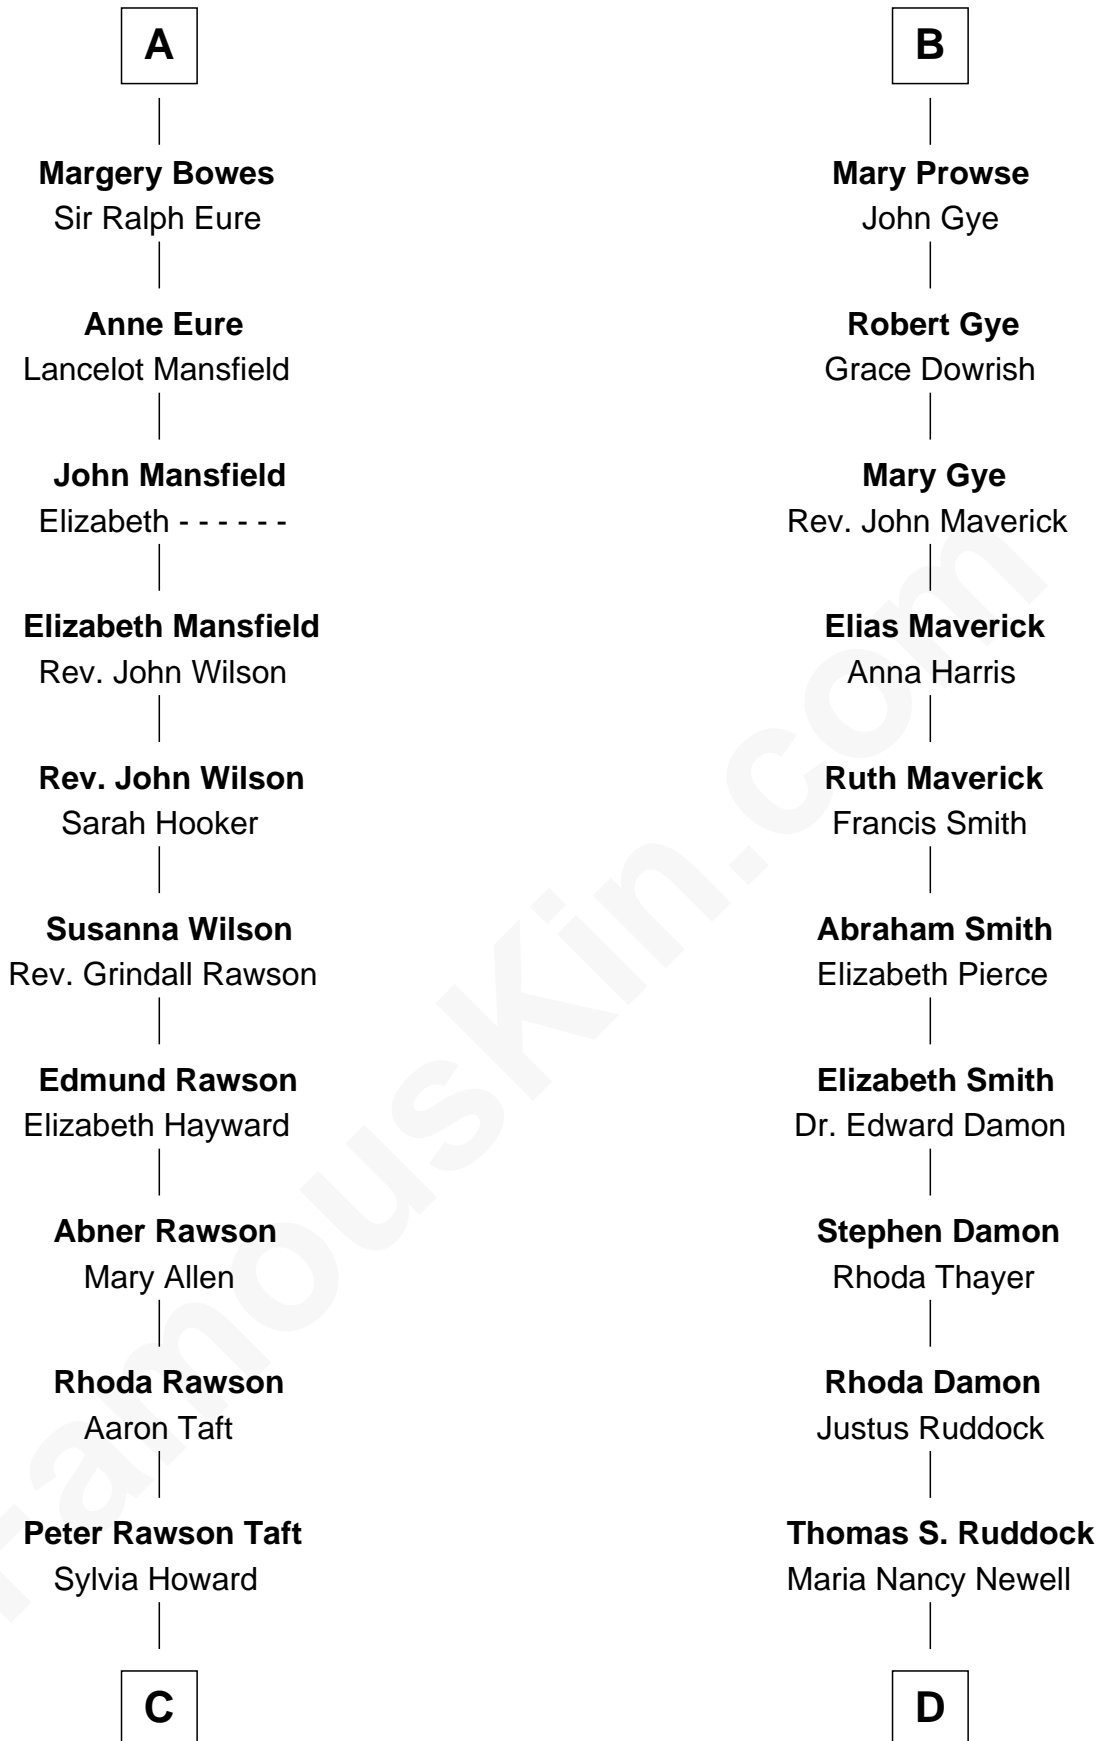 A
Margery Bowes
Sir Ralph Eure
Anne Eure
Lancelot Mansfield
John Mansfield
Elizabeth - - - - - -
Elizabeth Mansfield
Rev. John Wilson
Rev. John Wilson
Sarah Hooker
Susanna Wilson
Rev. Grindall Rawson
Edmund Rawson
Elizabeth Hayward
Abner Rawson
Mary Allen
Rhoda Rawson
Aaron Taft
Peter Rawson Taft
Sylvia Howard
C
B
Mary Prowse
John Gye
Robert Gye
Grace Dowrish
Mary Gye
Rev. John Maverick
Elias Maverick
Anna Harris
Ruth Maverick
Francis Smith
Abraham Smith
Elizabeth Pierce
Elizabeth Smith
Dr. Edward Damon
Stephen Damon
Rhoda Thayer
Rhoda Damon
Justus Ruddock
Thomas S. Ruddock
Maria Nancy Newell
D
FamousKin.com